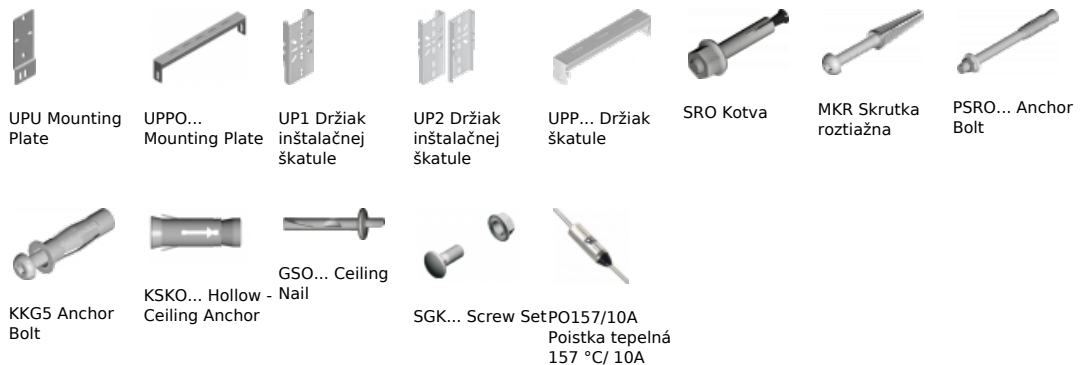 UPU Mounting
Plate
UPPO...
Mounting Plate
UP1 Držiak
inštalačnej
škatule
UP2 Držiak
inštalačnej
škatule
UPP... Držiak
škatule
SRO Kotva
MKR Skrutka
roztiažna
PSRO... Anchor
Bolt
KKG5 Anchor
Bolt
KSKO... Hollow -
Ceiling Anchor
GSO... Ceiling
Nail
SGK... Screw Set
PO157/10A
Poistka tepelná
157 °C/ 10A